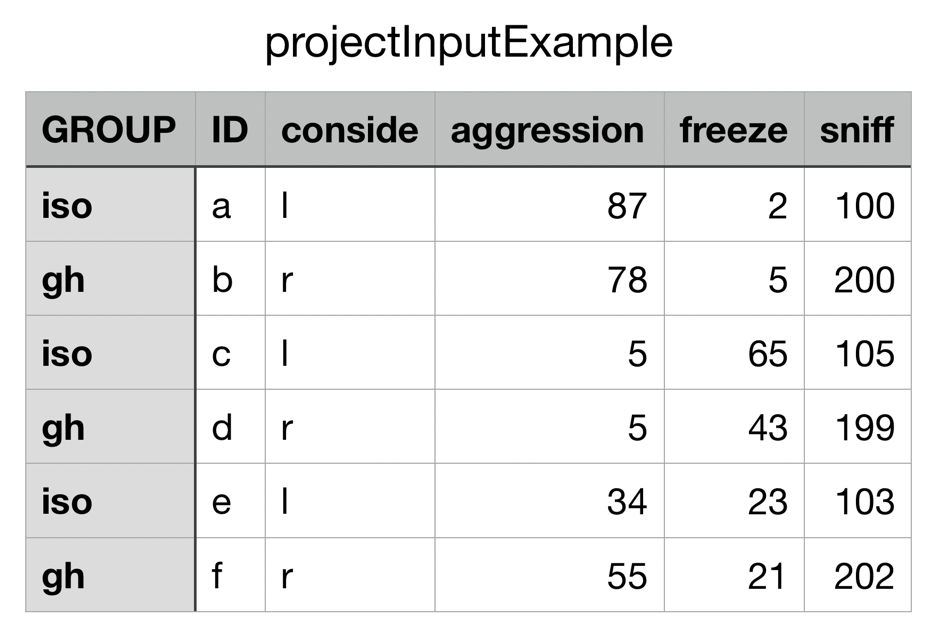 projectInputExample
GROUP ID conside aggression freeze sniff
iso a l 87 2 100
gh b r 78 5 200
iso c l 5 65 105
gh d r 5 43 199
iso e l 34 23 103
gh f r 55 21 202